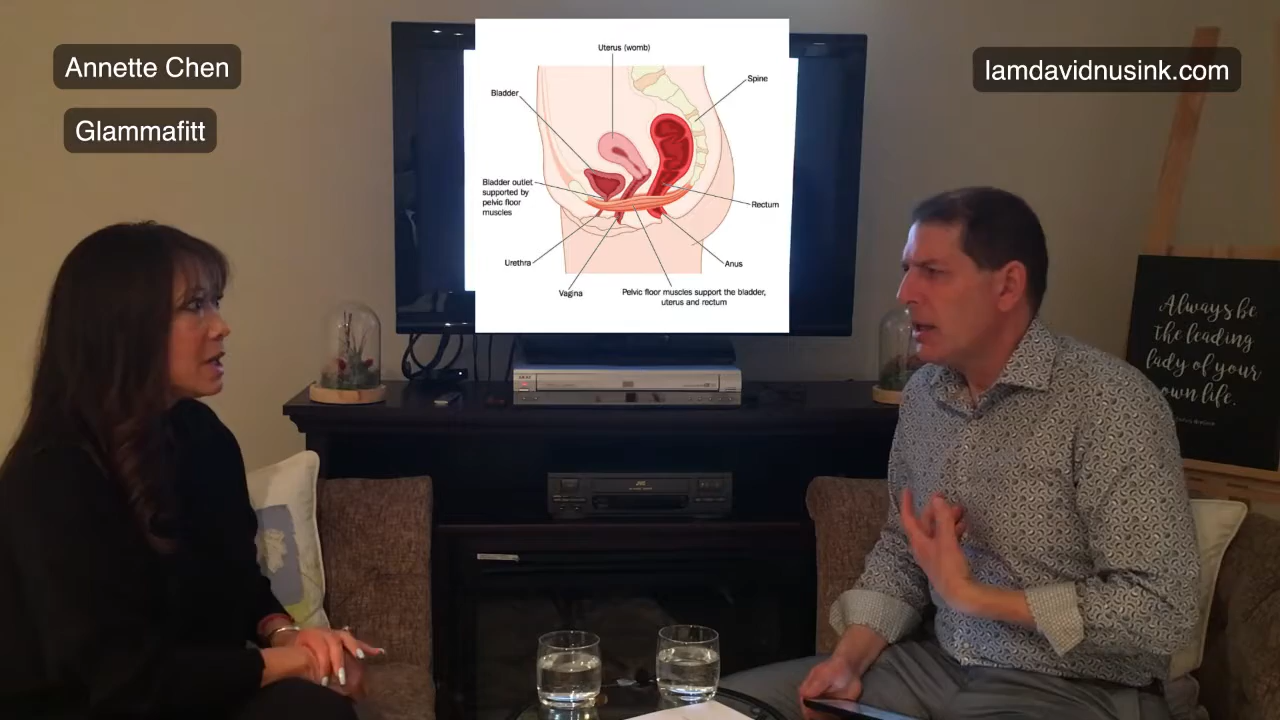 Annette Chen
Glammafitt
Iamdavidnusink.com
Uterus (womb)
Spine
Bladder
Bladder outlet
supported by
pelvic floor
muscles
Rectum
Urethra
Anus
Vagina
Pelvic floor muscles support the bladder,
uterus and rectum
Always be
the leading
lady of your
own life.
JVC